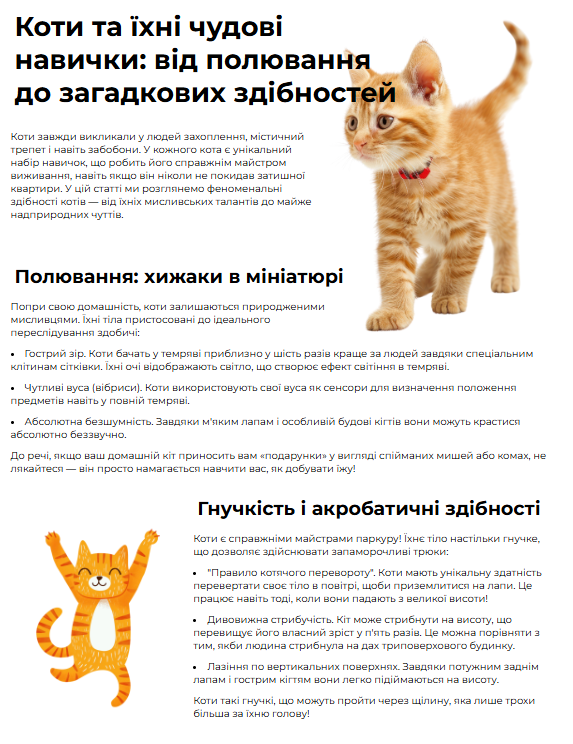 Коти та їхні чудові
навички: від полювання
до загадкових здібностей
Коти завжди викликали у людей захоплення, містичний
трепет і навіть забобони. У кожного кота є унікальний
набір навичок, що робить його справжнім майстром
виживання, навіть якщо він ніколи не покидав затишної
квартири. У цій статті ми розглянемо феноменальні
здібності котів — від їхніх мисливських талантів до майже
надприродних чуттів.
Полювання: хижаки в мініатюрі
Попри свою домашність, коти залишаються природженими
мисливцями. Їхні тіла пристосовані до ідеального
переслідування здобичі:
• Гострий зір. Коти бачать у темряві приблизно у шість разів краще за людей завдяки спеціальним
клітинам сітківки. Їхні очі відображають світло, що створює ефект світіння в темряві.
• Чутливі вуса (вібриси). Коти використовують свої вуса як сенсори для визначення положення
предметів навіть у повній темряві.
• Абсолютна безшумність. Завдяки м'яким лапам і особливій будові кігтів вони можуть крастися
абсолютно беззвучно.
До речі, якщо ваш домашній кіт приносить вам «подарунки» у вигляді спійманих мишей або комах, не
лякайтеся — він просто намагається навчити вас, як добувати їжу!
Гнучкість і акробатичні здібності
Коти є справжніми майстрами паркуру! Їхнє тіло настільки гнучке,
що дозволяє здійснювати запаморочливі трюки:
• "Правило котячого перевороту". Коти мають унікальну здатність
перевертати своє тіло в повітрі, щоби приземлитися на лапи. Це
працює навіть тоді, коли вони падають з великої висоти!
• Дивовижна стрибучість. Кіт може стрибнути на висоту, що
перевищує його власний зріст у п'ять разів. Це можна порівняти з
тим, якби людина стрибнула на дах триповерхового будинку.
• Лазіння по вертикальних поверхнях. Завдяки потужним заднім
лапам і гострим кігтям вони легко підіймаються на висоту.
Коти такі гнучкі, що можуть пройти через щілину, яка лише трохи
більша за їхню голову!